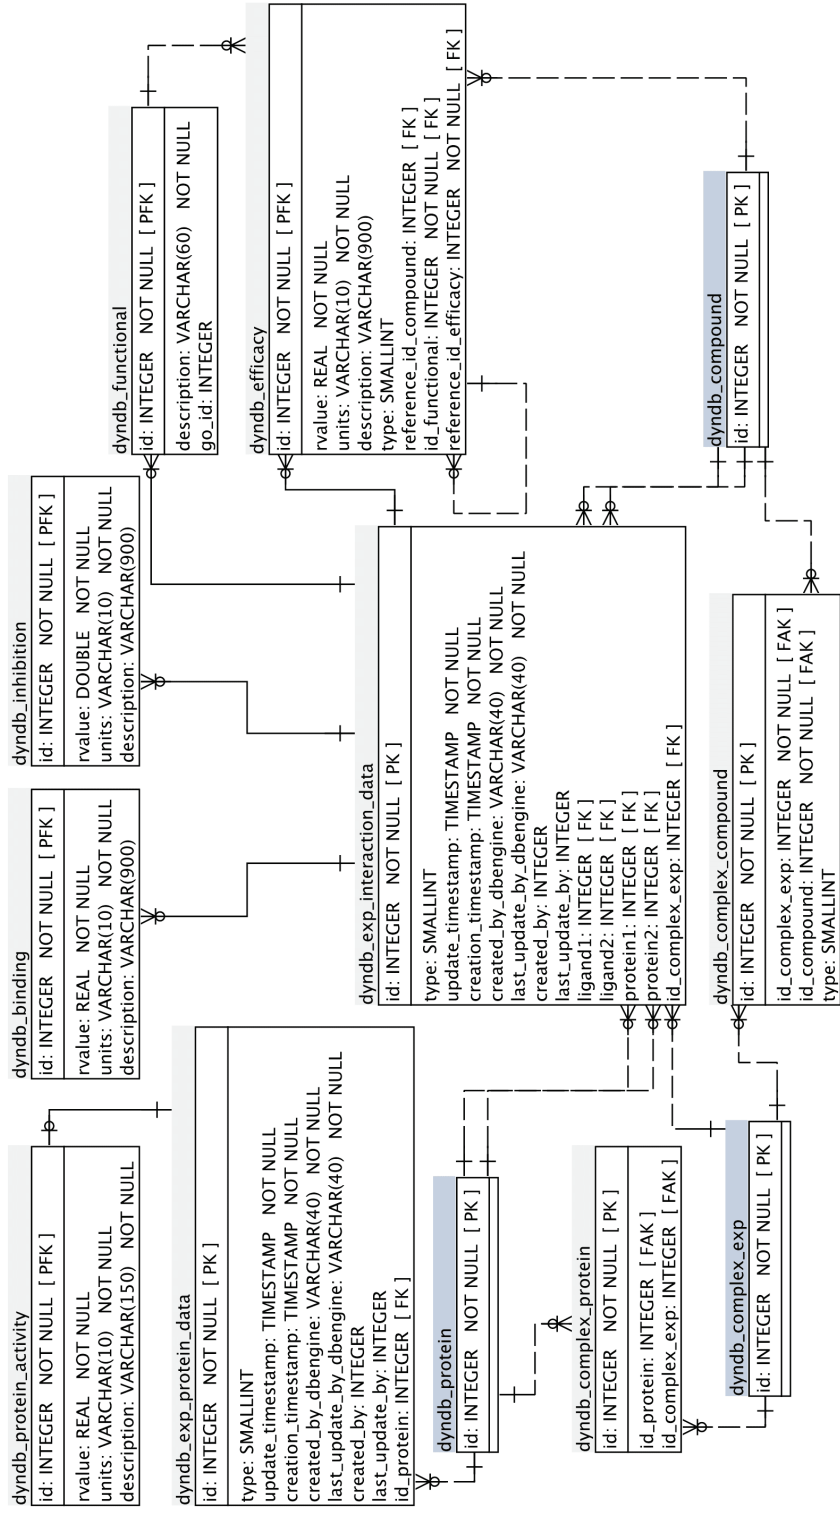 dyndb_protein_activity
id: INTEGER NOT NULL [ PFK ]
rvalue: REAL NOT NULL
units: VARCHAR(10) NOT NULL
description: VARCHAR(150) NOT NULL
dyndb_binding
id: INTEGER NOT NULL [ PFK ]
rvalue: REAL NOT NULL
units: VARCHAR(10) NOT NULL
description: VARCHAR(900)
dyndb_inhibition
id: INTEGER NOT NULL [ PFK ]
rvalue: DOUBLE NOT NULL
units: VARCHAR(10) NOT NULL
description: VARCHAR(900)
dyndb_functional
id: INTEGER NOT NULL [ PFK ]
description: VARCHAR(60) NOT NULL
go_id: INTEGER
dyndb_exp_protein_data
id: INTEGER NOT NULL [ PK ]
type: SMALLINT
update_timestamp: TIMESTAMP NOT NULL
creation_timestamp: TIMESTAMP NOT NULL
created_by_dbengine: VARCHAR(40) NOT NULL
last_update_by_dbengine: VARCHAR(40) NOT NULL
created_by: INTEGER
last_update_by: INTEGER
id_protein: INTEGER [ FK ]
dyndb_efficacy
id: INTEGER NOT NULL [ PFK ]
rvalue: REAL NOT NULL
units: VARCHAR(10) NOT NULL
description: VARCHAR(900)
type: SMALLINT
reference_id_compound: INTEGER [ FK ]
id_functional: INTEGER NOT NULL [ FK ]
reference_id_efficacy: INTEGER NOT NULL [ FK ]
dyndb_exp_interaction_data
id: INTEGER NOT NULL [ PK ]
type: SMALLINT
update_timestamp: TIMESTAMP NOT NULL
creation_timestamp: TIMESTAMP NOT NULL
created_by_dbengine: VARCHAR(40) NOT NULL
last_update_by_dbengine: VARCHAR(40) NOT NULL
created_by: INTEGER
last_update_by: INTEGER
ligand1: INTEGER [ FK ]
ligand2: INTEGER [ FK ]
protein1: INTEGER [ FK ]
protein2: INTEGER [ FK ]
id_complex_exp: INTEGER [ FK ]
dyndb_protein
id: INTEGER NOT NULL [ PK ]
dyndb_complex_protein
id: INTEGER NOT NULL [ PK ]
id_protein: INTEGER [ FAK ]
id_complex_exp: INTEGER [ FAK ]
dyndb_complex_exp
id: INTEGER NOT NULL [ PK ]
dyndb_complex_compound
id: INTEGER NOT NULL [ PK ]
id_complex_exp: INTEGER NOT NULL [ FAK ]
id_compound: INTEGER NOT NULL [ FAK ]
type: SMALLINT
dyndb_compound
id: INTEGER NOT NULL [ PK ]